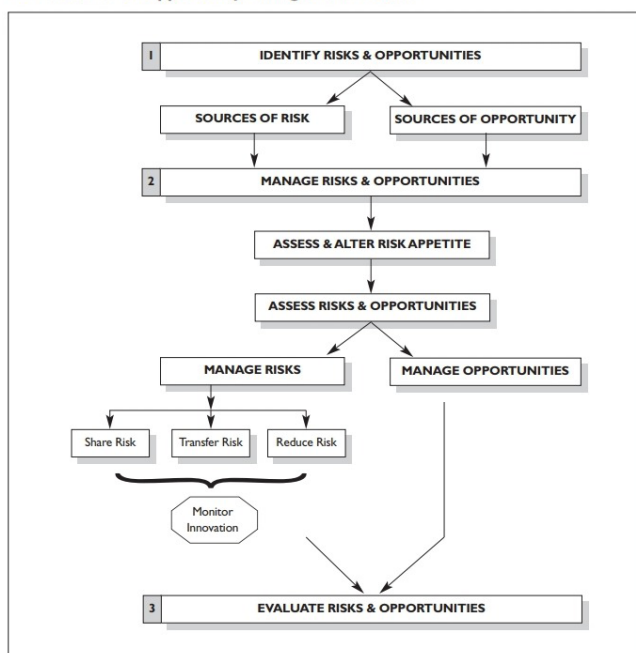 1 IDENTIFY RISKS & OPPORTUNITIES
SOURCES OF RISK
SOURCES OF OPPORTUNITY
2 MANAGE RISKS & OPPORTUNITIES
ASSESS & ALTER RISK APPETITE
ASSESS RISKS & OPPORTUNITIES
MANAGE RISKS
MANAGE OPPORTUNITIES
Share Risk
Transfer Risk
Reduce Risk
Monitor
Innovation
3 EVALUATE RISKS & OPPORTUNITIES